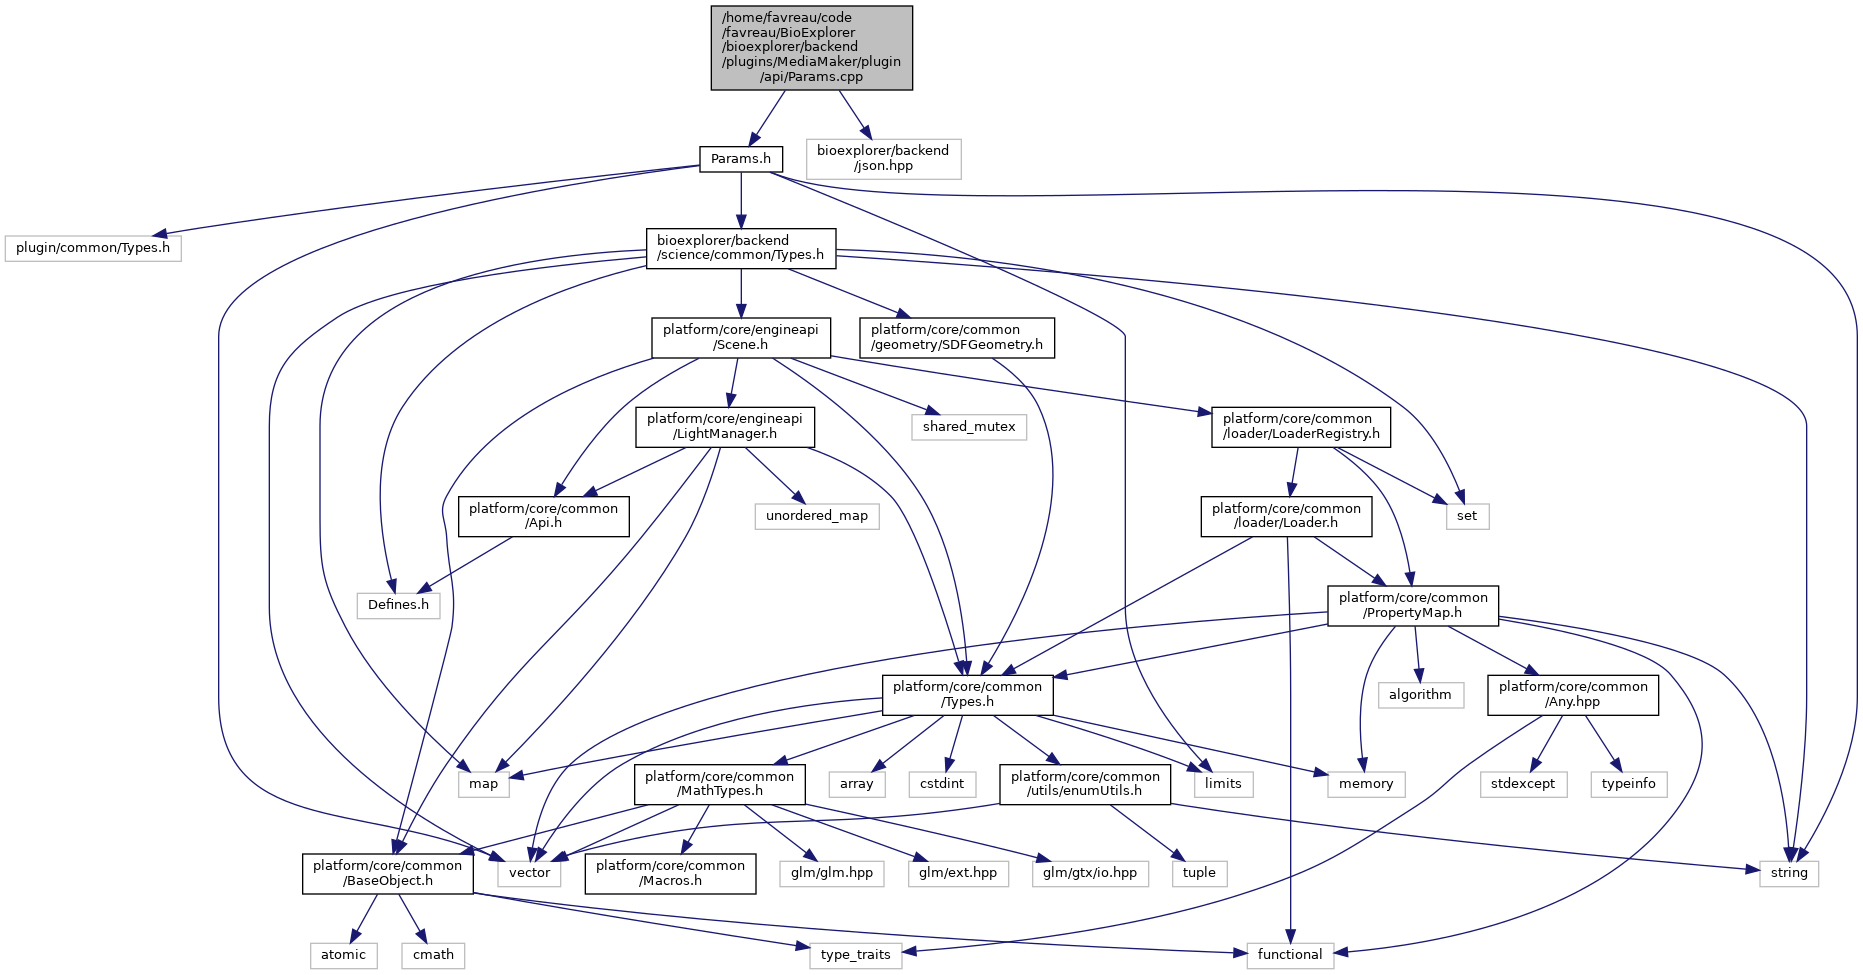 /home/favreau/code
/favreau/BioExplorer
/bioexplorer/backend
/plugins/MediaMaker/plugin
/api/Params.cpp
Params.h
bioexplorer/backend
/json.hpp
plugin/common/Types.h
bioexplorer/backend
/science/common/Types.h
platform/core/engineapi
/Scene.h
platform/core/common
/geometry/SDFGeometry.h
platform/core/engineapi
/LightManager.h
shared_mutex
platform/core/common
/loader/LoaderRegistry.h
platform/core/common
/Api.h
unordered_map
platform/core/common
/loader/Loader.h
set
Defines.h
platform/core/common
/PropertyMap.h
platform/core/common
/Types.h
algorithm
platform/core/common
/Any.hpp
map
platform/core/common
/MathTypes.h
array
cstdint
platform/core/common
/utils/enumUtils.h
limits
memory
stdexcept
typeinfo
platform/core/common
/BaseObject.h
vector
platform/core/common
/Macros.h
glm/glm.hpp
glm/ext.hpp
glm/gtx/io.hpp
tuple
string
atomic
cmath
type_traits
functional